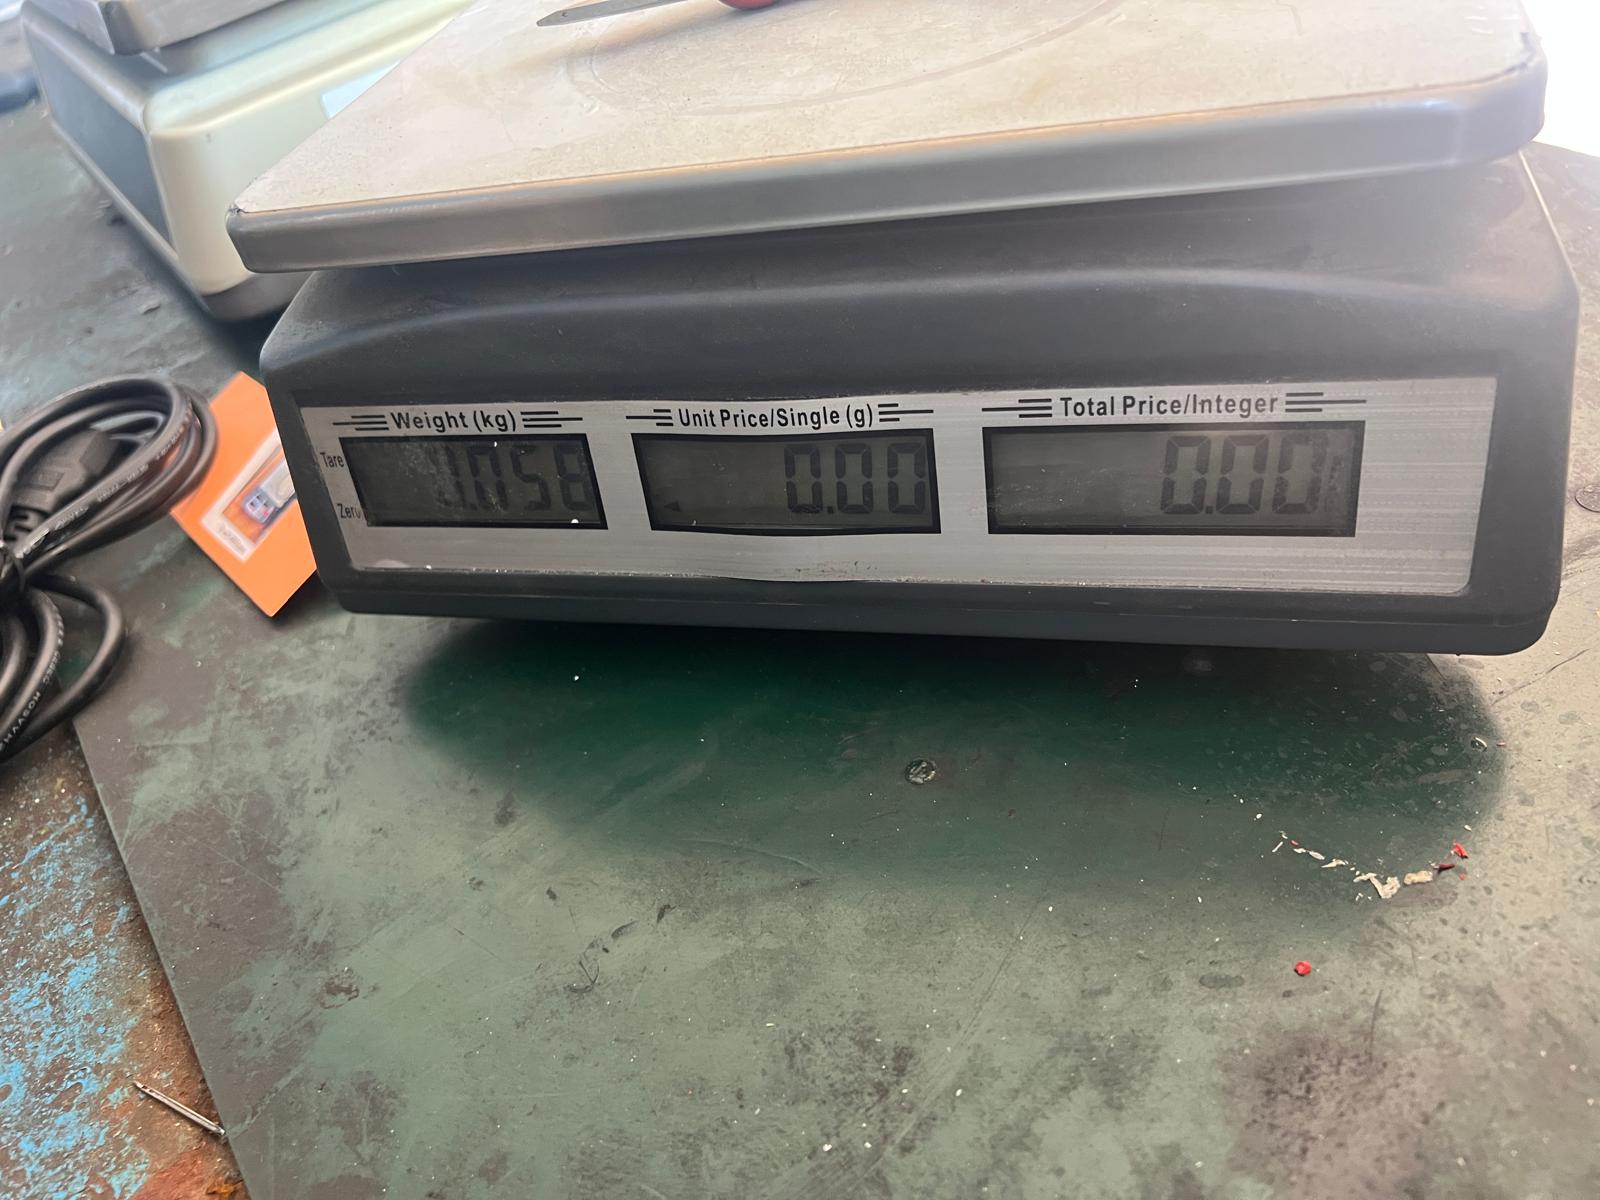 Weight (kg)
Unit Price/Single (g)
Total Price/Integer
Tare
0.058
0.00
0.00
Zero